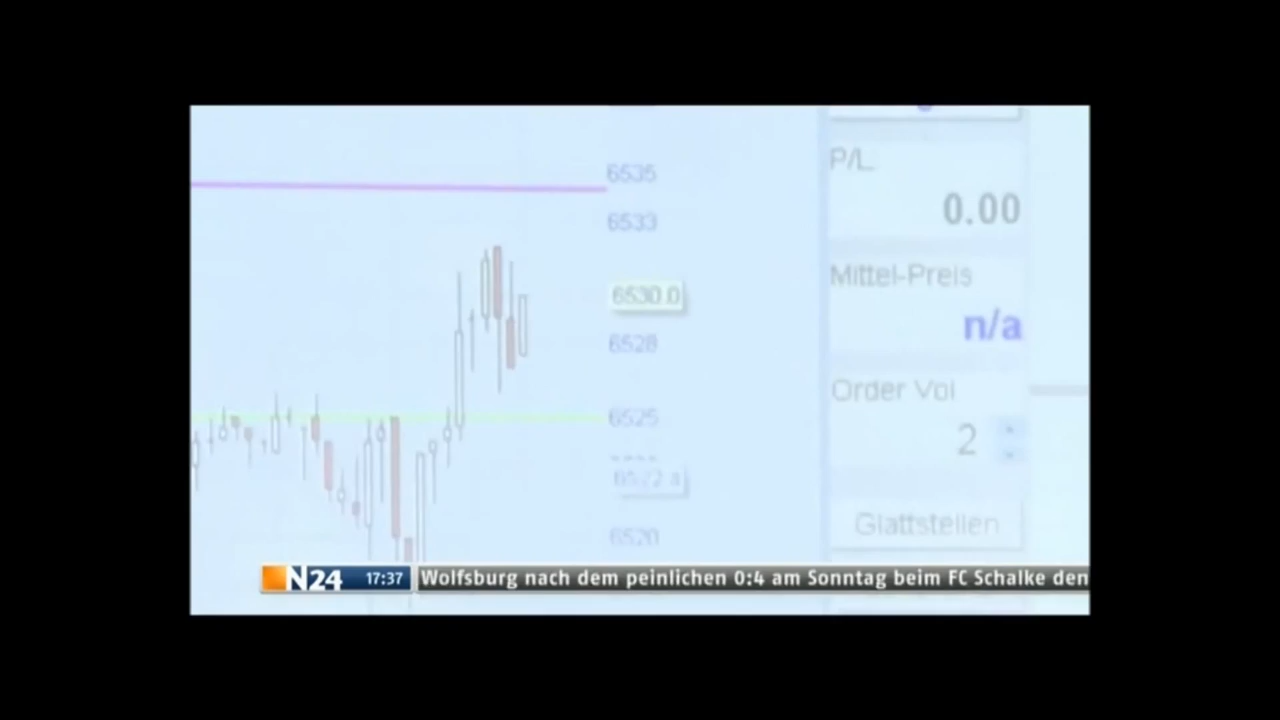 6535
6533
6530.0
6528
6525
6520
P/L
0.00
Mittel-Preis
n/a
Order Vol
2
Glattstellen
N24 17:37 Wolfsburg nach dem peinlichen 0:4 am Sonntag beim FC Schalke den